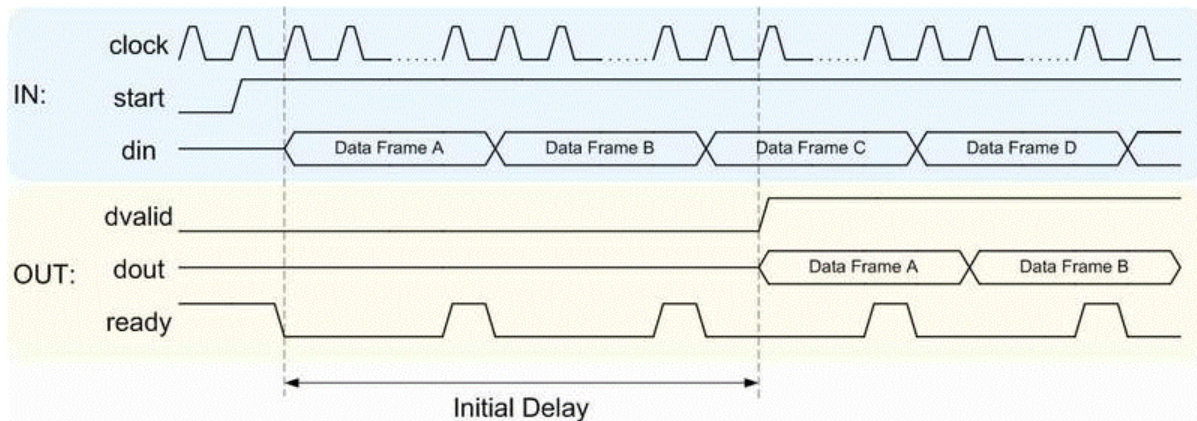 clock
IN:
start
din
Data Frame A
Data Frame B
Data Frame C
Data Frame D
dvalid
OUT:
dout
Data Frame A
Data Frame B
ready
Initial Delay